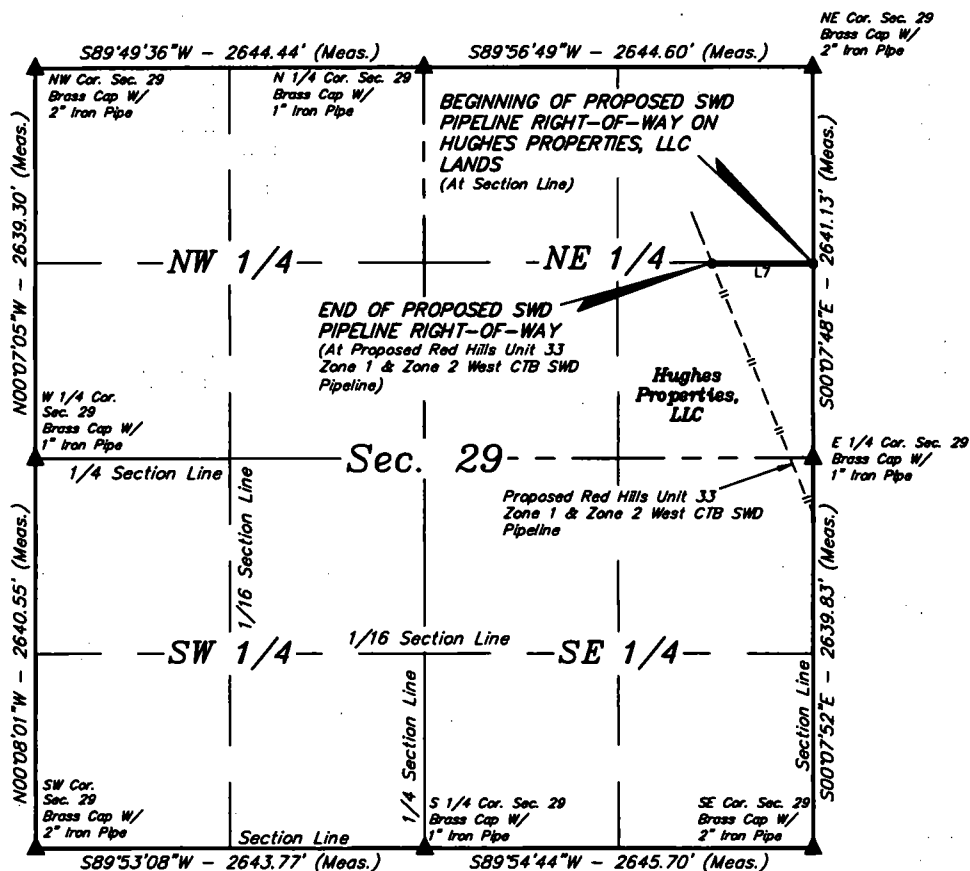 S89°49'36"W - 2644.44' (Meas.)
S89°56'49"W - 2644.60' (Meas.)
NE Cor. Sec. 29
Brass Cap W/
2" Iron Pipe
NW Cor. Sec. 29
Brass Cap W/
2" Iron Pipe
N 1/4 Cor. Sec. 29
Brass Cap W/
1" Iron Pipe
BEGINNING OF PROPOSED SWD
PIPELINE RIGHT-OF-WAY ON
HUGHES PROPERTIES, LLC
LANDS
(At Section Line)
N00°07'05"W - 2639.30' (Meas.)
S00°07'48"E - 2641.13' (Meas.)
NW 1/4
NE 1/4
L7
END OF PROPOSED SWD
PIPELINE RIGHT-OF-WAY
(At Proposed Red Hills Unit 33
Zone 1 & Zone 2 West CTB SWD
Pipeline)
Hughes
Properties,
LLC
W 1/4 Cor.
Sec. 29
Brass Cap W/
1" Iron Pipe
E 1/4 Cor. Sec. 29
Brass Cap W/
1" Iron Pipe
1/4 Section Line
Sec. 29
Proposed Red Hills Unit 33
Zone 1 & Zone 2 West CTB SWD
Pipeline
1/16 Section Line
N00°08'01"W - 2640.55' (Meas.)
S00°07'52"E - 2639.83' (Meas.)
SW 1/4
1/16 Section Line
SE 1/4
1/4 Section Line
Section Line
SW Cor.
Sec. 29
Brass Cap W/
2" Iron Pipe
Section Line
S 1/4 Cor. Sec. 29
Brass Cap W/
1" Iron Pipe
SE Cor. Sec. 29
Brass Cap W/
2" Iron Pipe
S89°53'08"W - 2643.77' (Meas.)
S89°54'44"W - 2645.70' (Meas.)